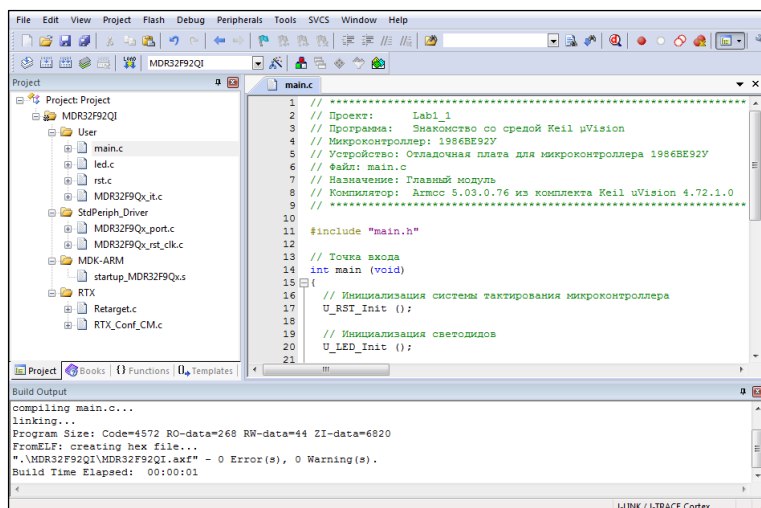 File Edit View Project Flash Debug Peripherals Tools SVCS Window Help
LOAD MDR32F92QI
Project
main.c
Project: Project
MDR32F92QI
User
main.c
led.c
rst.c
MDR32F9Qx_it.c
StdPeriph_Driver
MDR32F9Qx_port.c
MDR32F9Qx_rst_clk.c
MDK-ARM
startup_MDR32F9Qx.s
RTX
Retarget.c
RTX_Conf_CM.c
Project Books {} Functions Templates
1 // ****************************************************************
2 // Проект: Lab1_1
3 // Программа: Знакомство со средой Keil µVision
4 // Микроконтроллер: 1986ВЕ92У
5 // Устройство: Отладочная плата для микроконтроллера 1986ВЕ92У
6 // Файл: main.c
7 // Назначение: Главный модуль
8 // Компилятор: Armcc 5.03.0.76 из комплекта Keil uVision 4.72.1.0
9 // ****************************************************************
10
11 #include "main.h"
12
13 // Точка входа
14 int main (void)
15 {
16 // Инициализация системы тактирования микроконтроллера
17 U_RST_Init ();
18
19 // Инициализация светодидов
20 U_LED_Init ();
21
Build Output
compiling main.c...
linking...
Program Size: Code=4572 RO-data=268 RW-data=44 ZI-data=6820
FromELF: creating hex file...
".\MDR32F92QI\MDR32F92QI.axf" - 0 Error(s), 0 Warning(s).
Build Time Elapsed: 00:00:01
J-LINK / J-TRACE Cortex